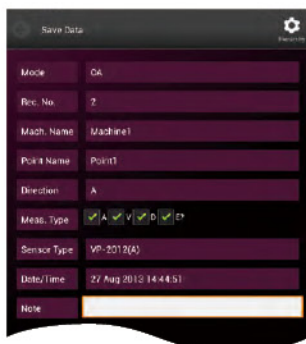 Save Data
Mode OA
Rec. No. 2
Mach. Name Machine1
Point Name Point1
Direction A
Meas. Type A V D
Sensor Type VP-2012(A)
Date/Time 27 Aug 2013 14:44:51
Note